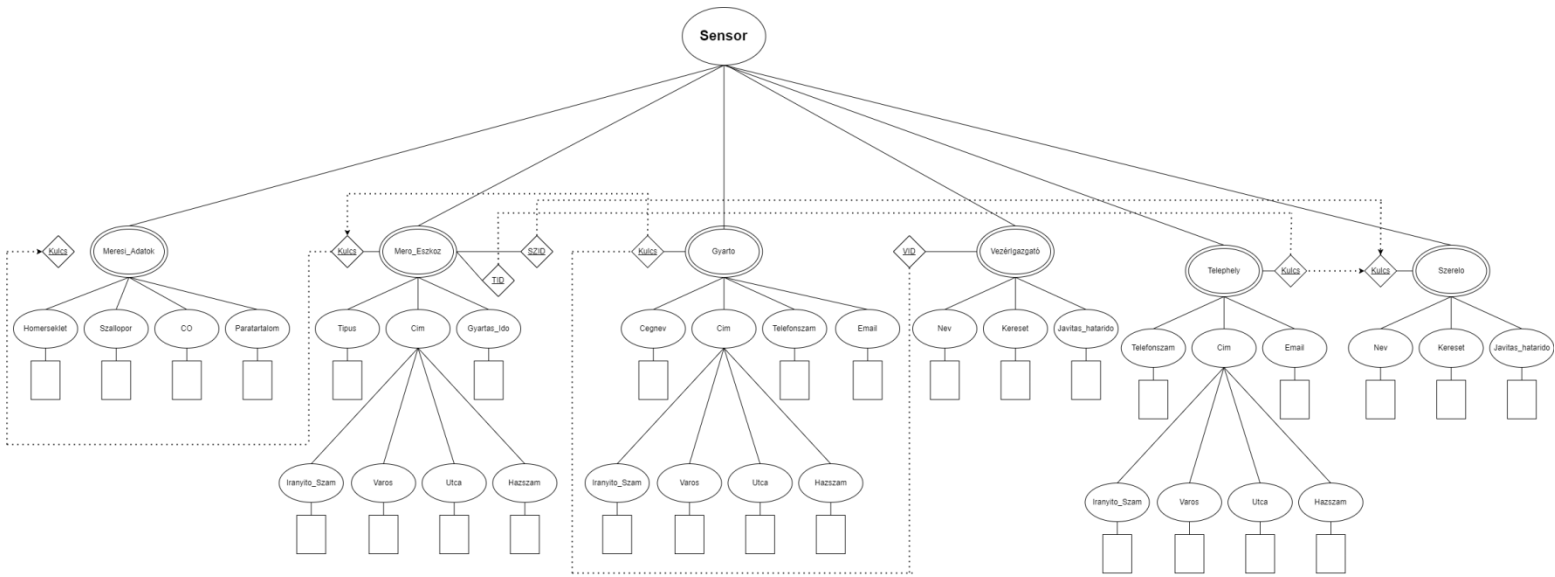 Sensor
Kulcs
Meresi_Adatok
Kulcs
Mero_Eszkoz
SZID
TID
Kulcs
Gyarto
VID
Vezérigazgató
Telephely
Kulcs
Kulcs
Szerelo
Homerseklet
Szallopor
CO
Paratartalom
Tipus
Cim
Gyartas_Ido
Cegnev
Cim
Telefonszam
Email
Nev
Kereset
Javitas_hatarido
Telefonszam
Cim
Email
Nev
Kereset
Javitas_hatarido
Iranyito_Szam
Varos
Utca
Hazszam
Iranyito_Szam
Varos
Utca
Hazszam
Iranyito_Szam
Varos
Utca
Hazszam